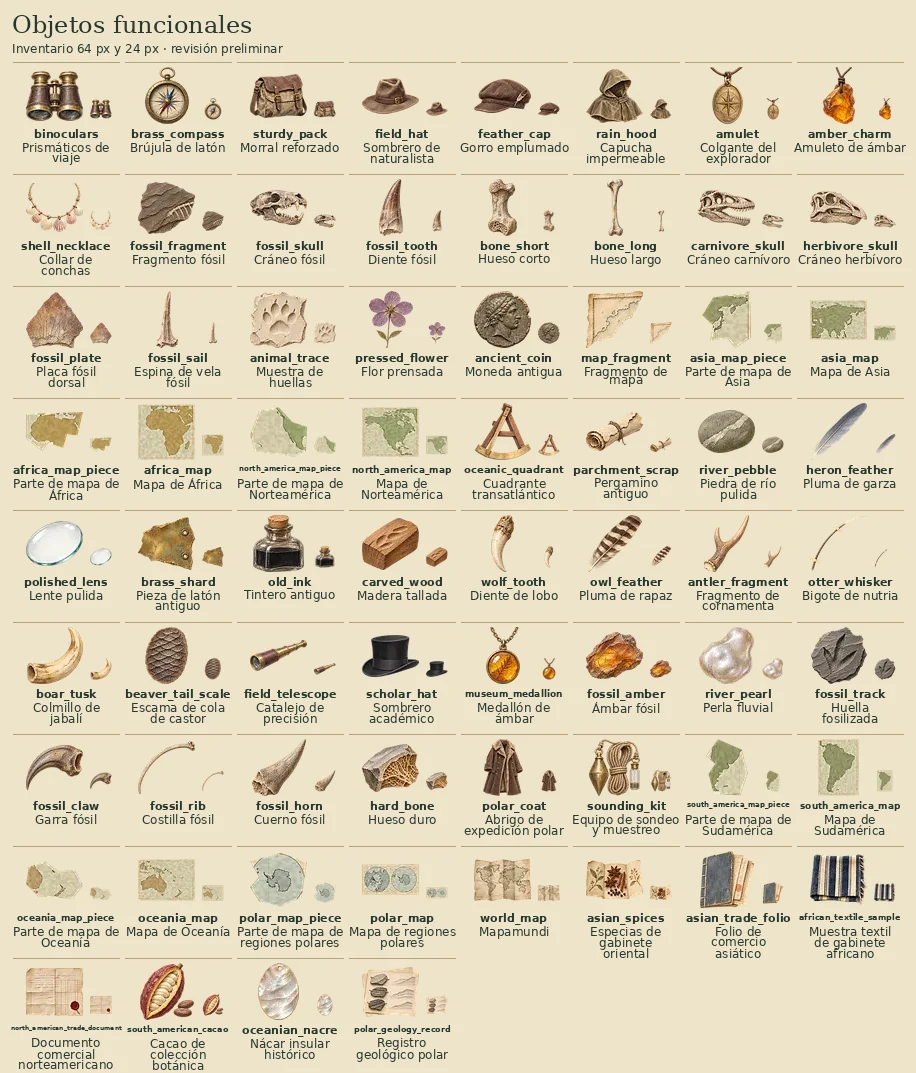 Objetos funcionales
Inventario 64 px y 24 px · revisión preliminar
binoculars
Prismáticos de
viaje
brass_compass
Brújula de latón
sturdy_pack
Morral reforzado
field_hat
Sombrero de
naturalista
feather_cap
Gorro emplumado
rain_hood
Capucha
impermeable
amulet
Colgante del
explorador
amber_charm
Amuleto de ámbar
shell_necklace
Collar de
conchas
fossil_fragment
Fragmento fósil
fossil_skull
Cráneo fósil
fossil_tooth
Diente fósil
bone_short
Hueso corto
bone_long
Hueso largo
carnivore_skull
Cráneo carnívoro
herbivore_skull
Cráneo herbívoro
fossil_plate
Placa fósil
dorsal
fossil_sail
Espina de vela
fósil
animal_trace
Muestra de
huellas
pressed_flower
Flor prensada
ancient_coin
Moneda antigua
map_fragment
Fragmento de
mapa
asia_map_piece
Parte de mapa de
Asia
asia_map
Mapa de Asia
africa_map_piece
Parte de mapa de
África
africa_map
Mapa de África
north_america_map_piece
Parte de mapa de
Norteamérica
north_america_map
Mapa de
Norteamérica
oceanic_quadrant
Cuadrante
transatlántico
parchment_scrap
Pergamino
antiguo
river_pebble
Piedra de río
pulida
heron_feather
Pluma de garza
polished_lens
Lente pulida
brass_shard
Pieza de latón
antiguo
old_ink
Tintero antiguo
carved_wood
Madera tallada
wolf_tooth
Diente de lobo
owl_feather
Pluma de rapaz
antler_fragment
Fragmento de
cornamenta
otter_whisker
Bigote de nutria
boar_tusk
Colmillo de
jabalí
beaver_tail_scale
Escama de cola
de castor
field_telescope
Catalejo de
precisión
scholar_hat
Sombrero
académico
museum_medallion
Medallón de
ámbar
fossil_amber
Ámbar fósil
river_pearl
Perla fluvial
fossil_track
Huella
fosilizada
fossil_claw
Garra fósil
fossil_rib
Costilla fósil
fossil_horn
Cuerno fósil
hard_bone
Hueso duro
polar_coat
Abrigo de
expedición polar
sounding_kit
Equipo de sondeo
y muestreo
south_america_map_piece
Parte de mapa de
Sudamérica
south_america_map
Mapa de
Sudamérica
oceania_map_piece
Parte de mapa de
Oceanía
oceania_map
Mapa de Oceanía
polar_map_piece
Parte de mapa de
regiones polares
polar_map
Mapa de regiones
polares
world_map
Mapamundi
asian_spices
Especias de
gabinete
oriental
asian_trade_folio
Folio de
comercio
asiático
african_textile_sample
Muestra textil
de gabinete
africano
north_american_trade_document
Documento
comercial
norteamericano
south_american_cacao
Cacao de
colección
botánica
oceanian_nacre
Nácar insular
histórico
polar_geology_record
Registro
geológico polar